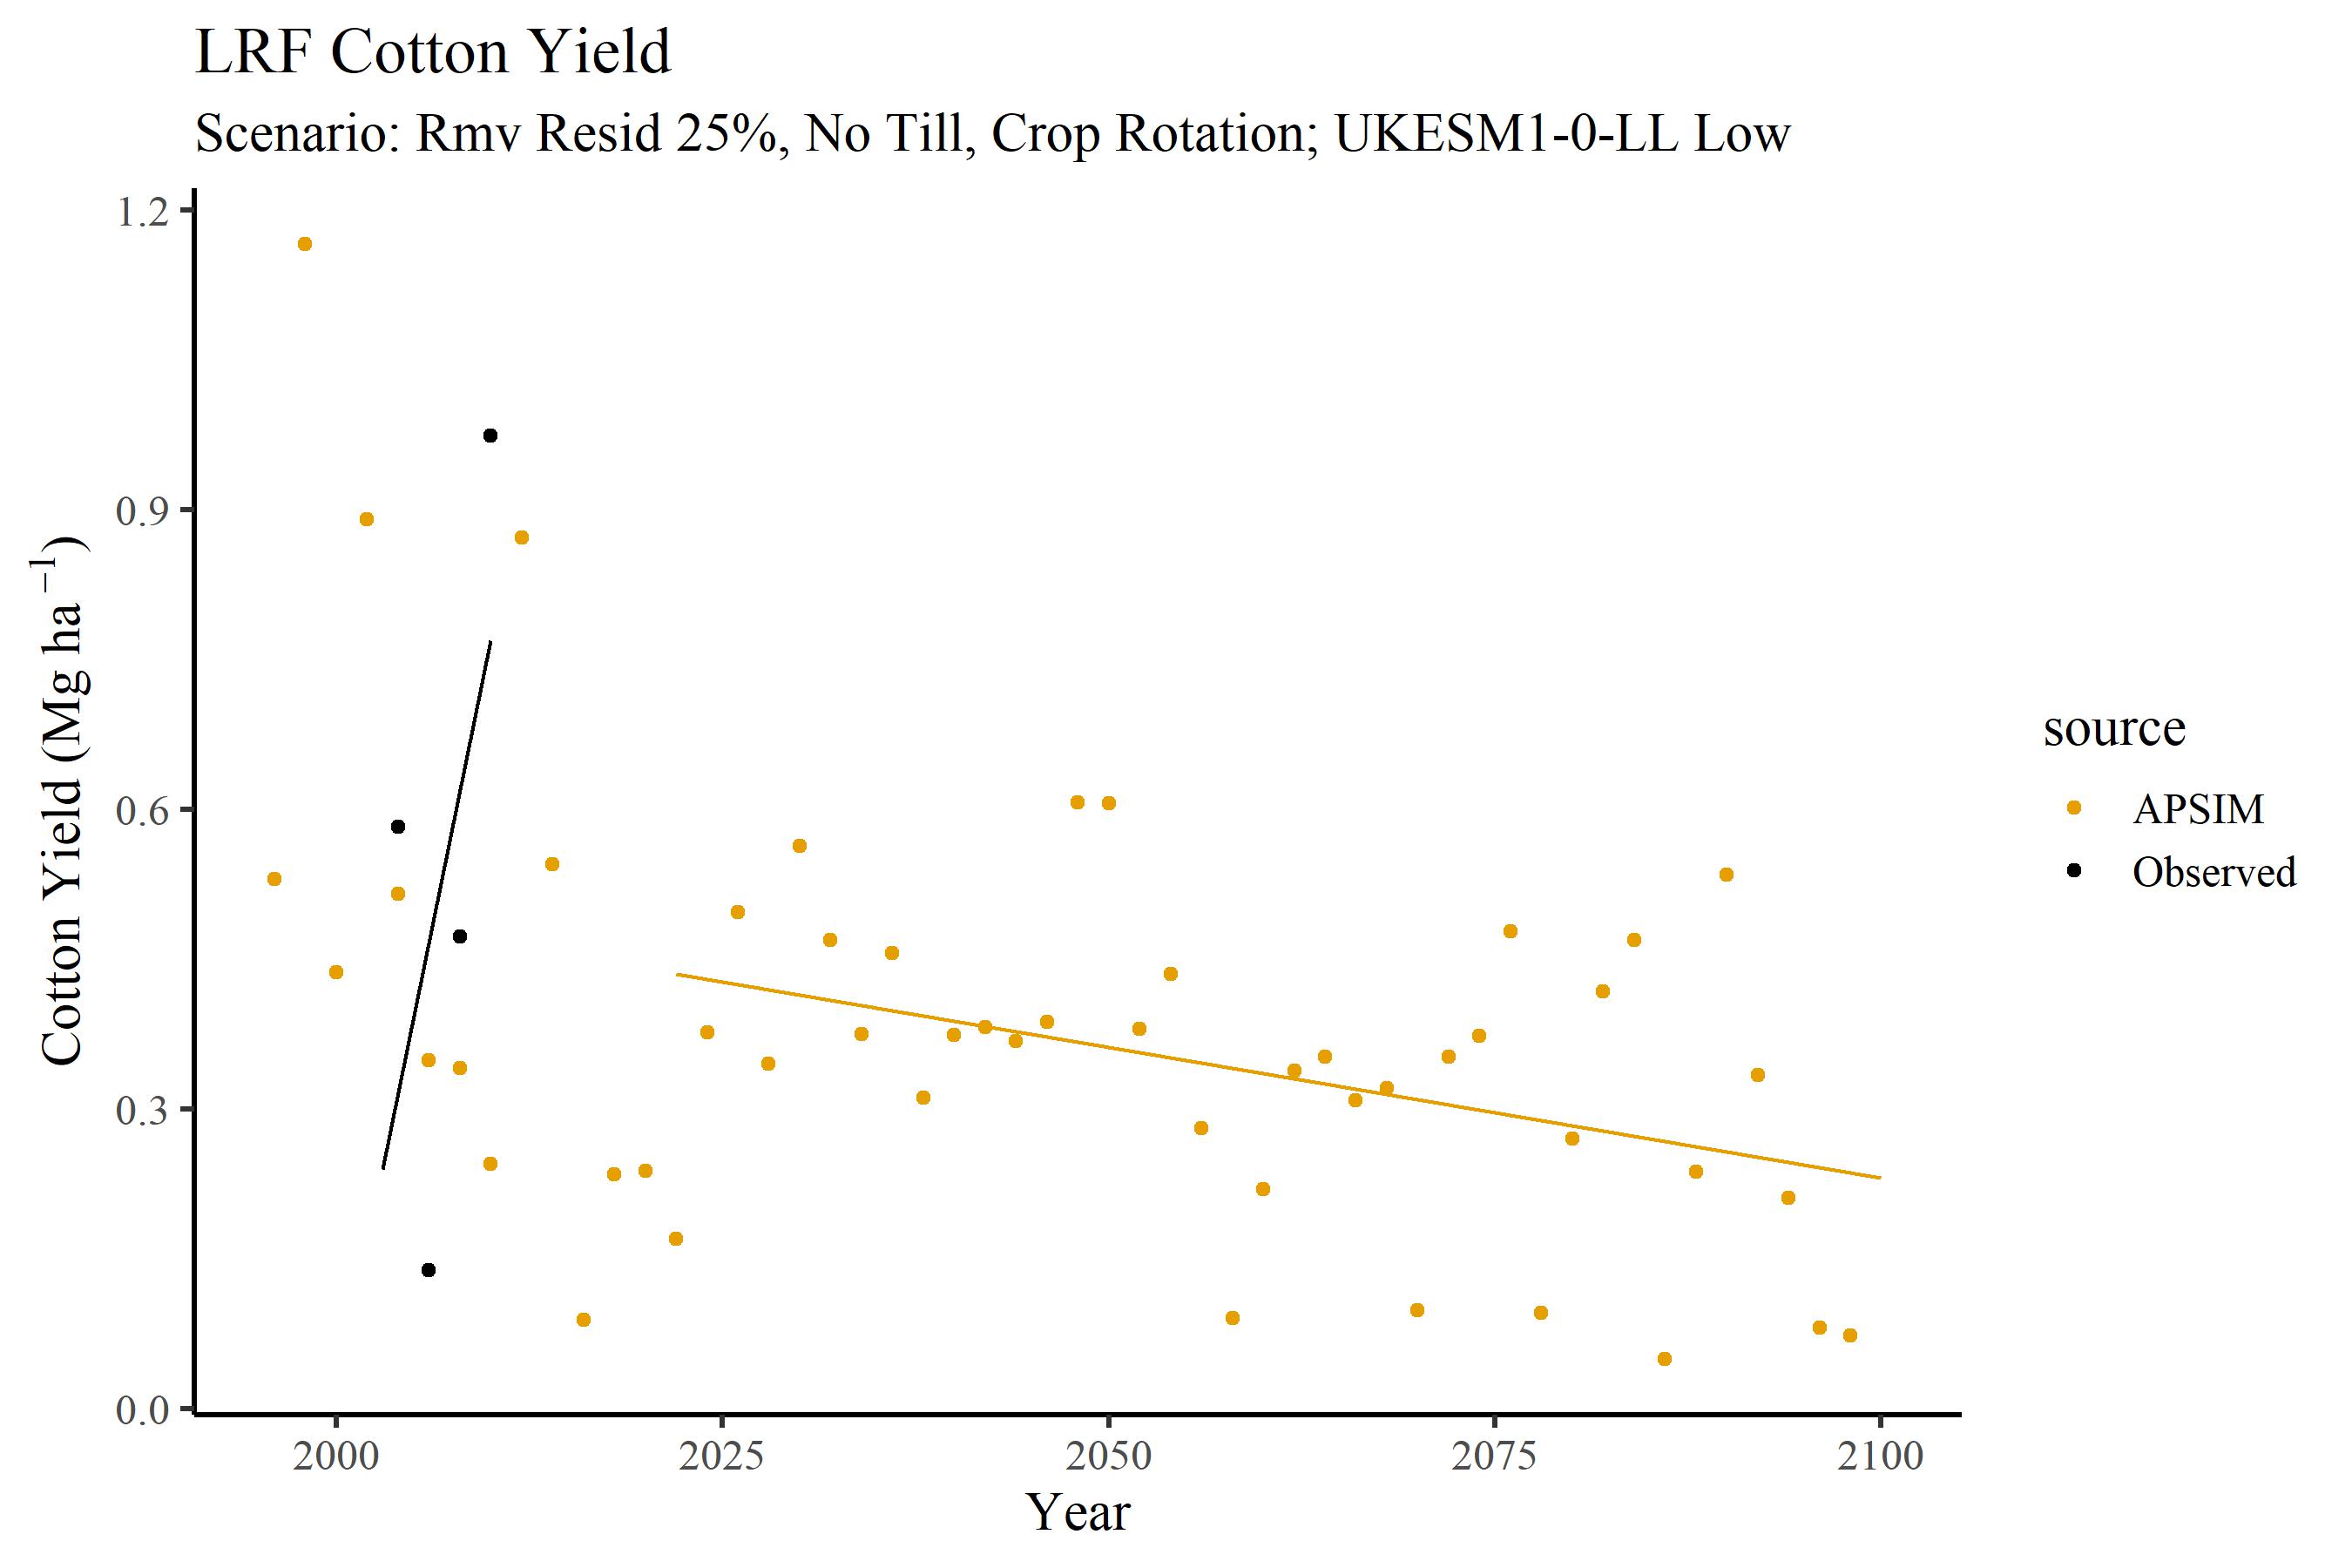 LRF Cotton Yield
Scenario: Rmv Resid 25%, No Till, Crop Rotation; UKESM1-0-LL Low
Cotton Yield (Mg ha⁻¹)
1.2
0.9
0.6
0.3
0.0
2000 2025 2050 2075 2100
Year
source
APSIM
Observed